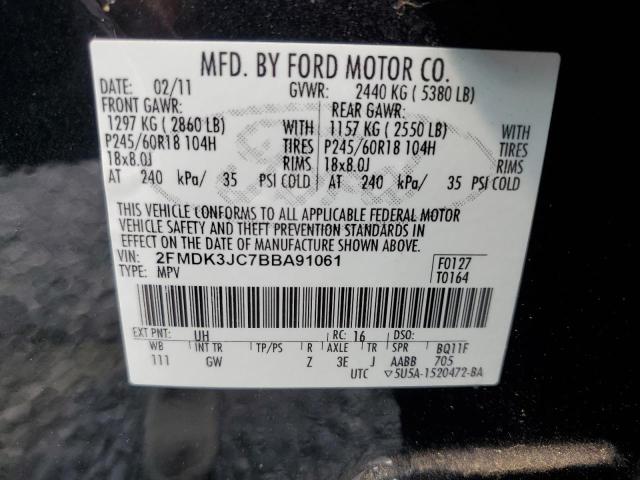 MFD. BY FORD MOTOR CO.
DATE: 02/11 GVWR: 2440 KG ( 5380 LB)
FRONT GAWR: REAR GAWR:
1297 KG ( 2860 LB) WITH 1157 KG ( 2550 LB) WITH
P245/60R18 104H TIRES P245/60R18 104H TIRES
18x8.0J RIMS 18x8.0J RIMS
AT 240 kPa/ 35 PSI COLD AT 240 kPa/ 35 PSI COLD
THIS VEHICLE CONFORMS TO ALL APPLICABLE FEDERAL MOTOR
VEHICLE SAFETY AND THEFT PREVENTION STANDARDS IN
EFFECT ON THE DATE OF MANUFACTURE SHOWN ABOVE.
VIN: 2FMDK3JC7BBA91061 F0127
TYPE: MPV T0164
EXT PNT: UH RC: 16 DSO:
WB INT TR TP/PS R AXLE TR SPR BQ11F
111 GW Z 3E J AABB 705
UTC ▽5U5A-1520472-BA